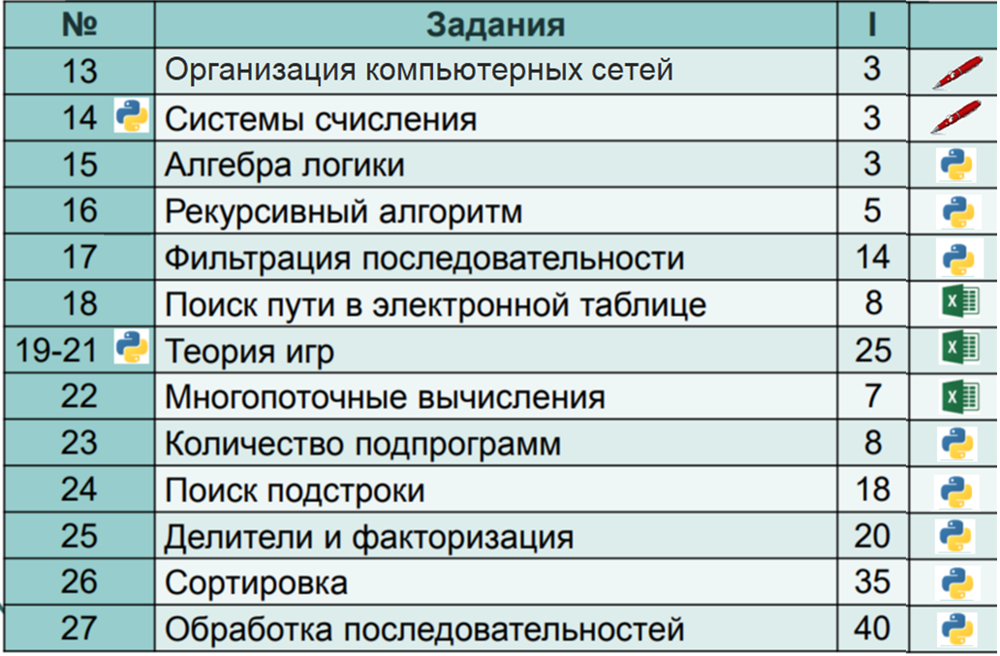 № Задания I
13 Организация компьютерных сетей 3
14 Системы счисления 3
15 Алгебра логики 3
16 Рекурсивный алгоритм 5
17 Фильтрация последовательности 14
18 Поиск пути в электронной таблице 8
19-21 Теория игр 25
22 Многопоточные вычисления 7
23 Количество подпрограмм 8
24 Поиск подстроки 18
25 Делители и факторизация 20
26 Сортировка 35
27 Обработка последовательностей 40